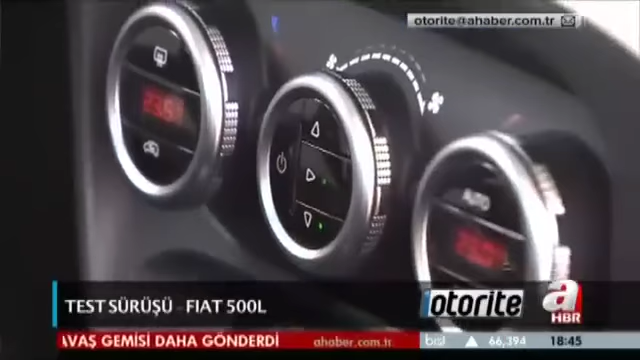 otorite@ahaber.com.tr
AUTO
TEST SÜRÜŞÜ - FIAT 500L
otorite
a
HBR
AVAŞ GEMİSİ DAHA GÖNDERDİ
ahaber.com.tr
66,394
18:45